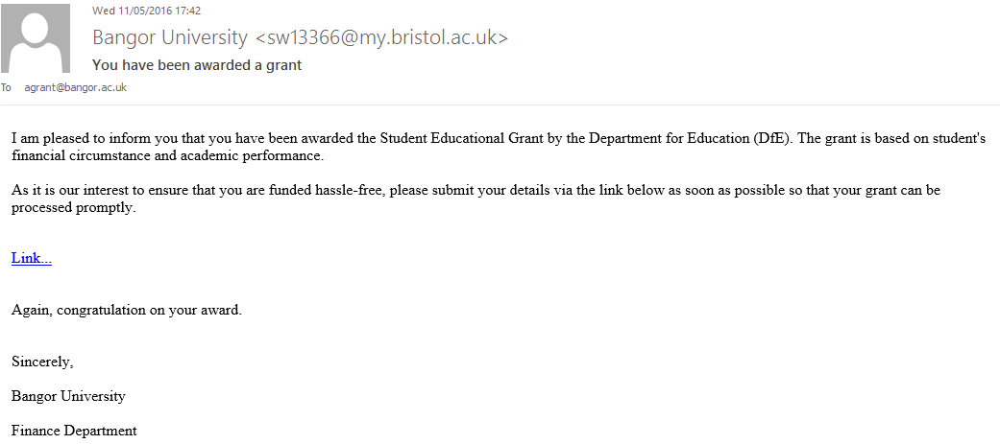 Wed 11/05/2016 17:42
Bangor University <sw13366@my.bristol.ac.uk>
You have been awarded a grant
To agrant@bangor.ac.uk
I am pleased to inform you that you have been awarded the Student Educational Grant by the Department for Education (DfE). The grant is based on student's
financial circumstance and academic performance.
As it is our interest to ensure that you are funded hassle-free, please submit your details via the link below as soon as possible so that your grant can be
processed promptly.
Link...
Again, congratulation on your award.
Sincerely,
Bangor University
Finance Department